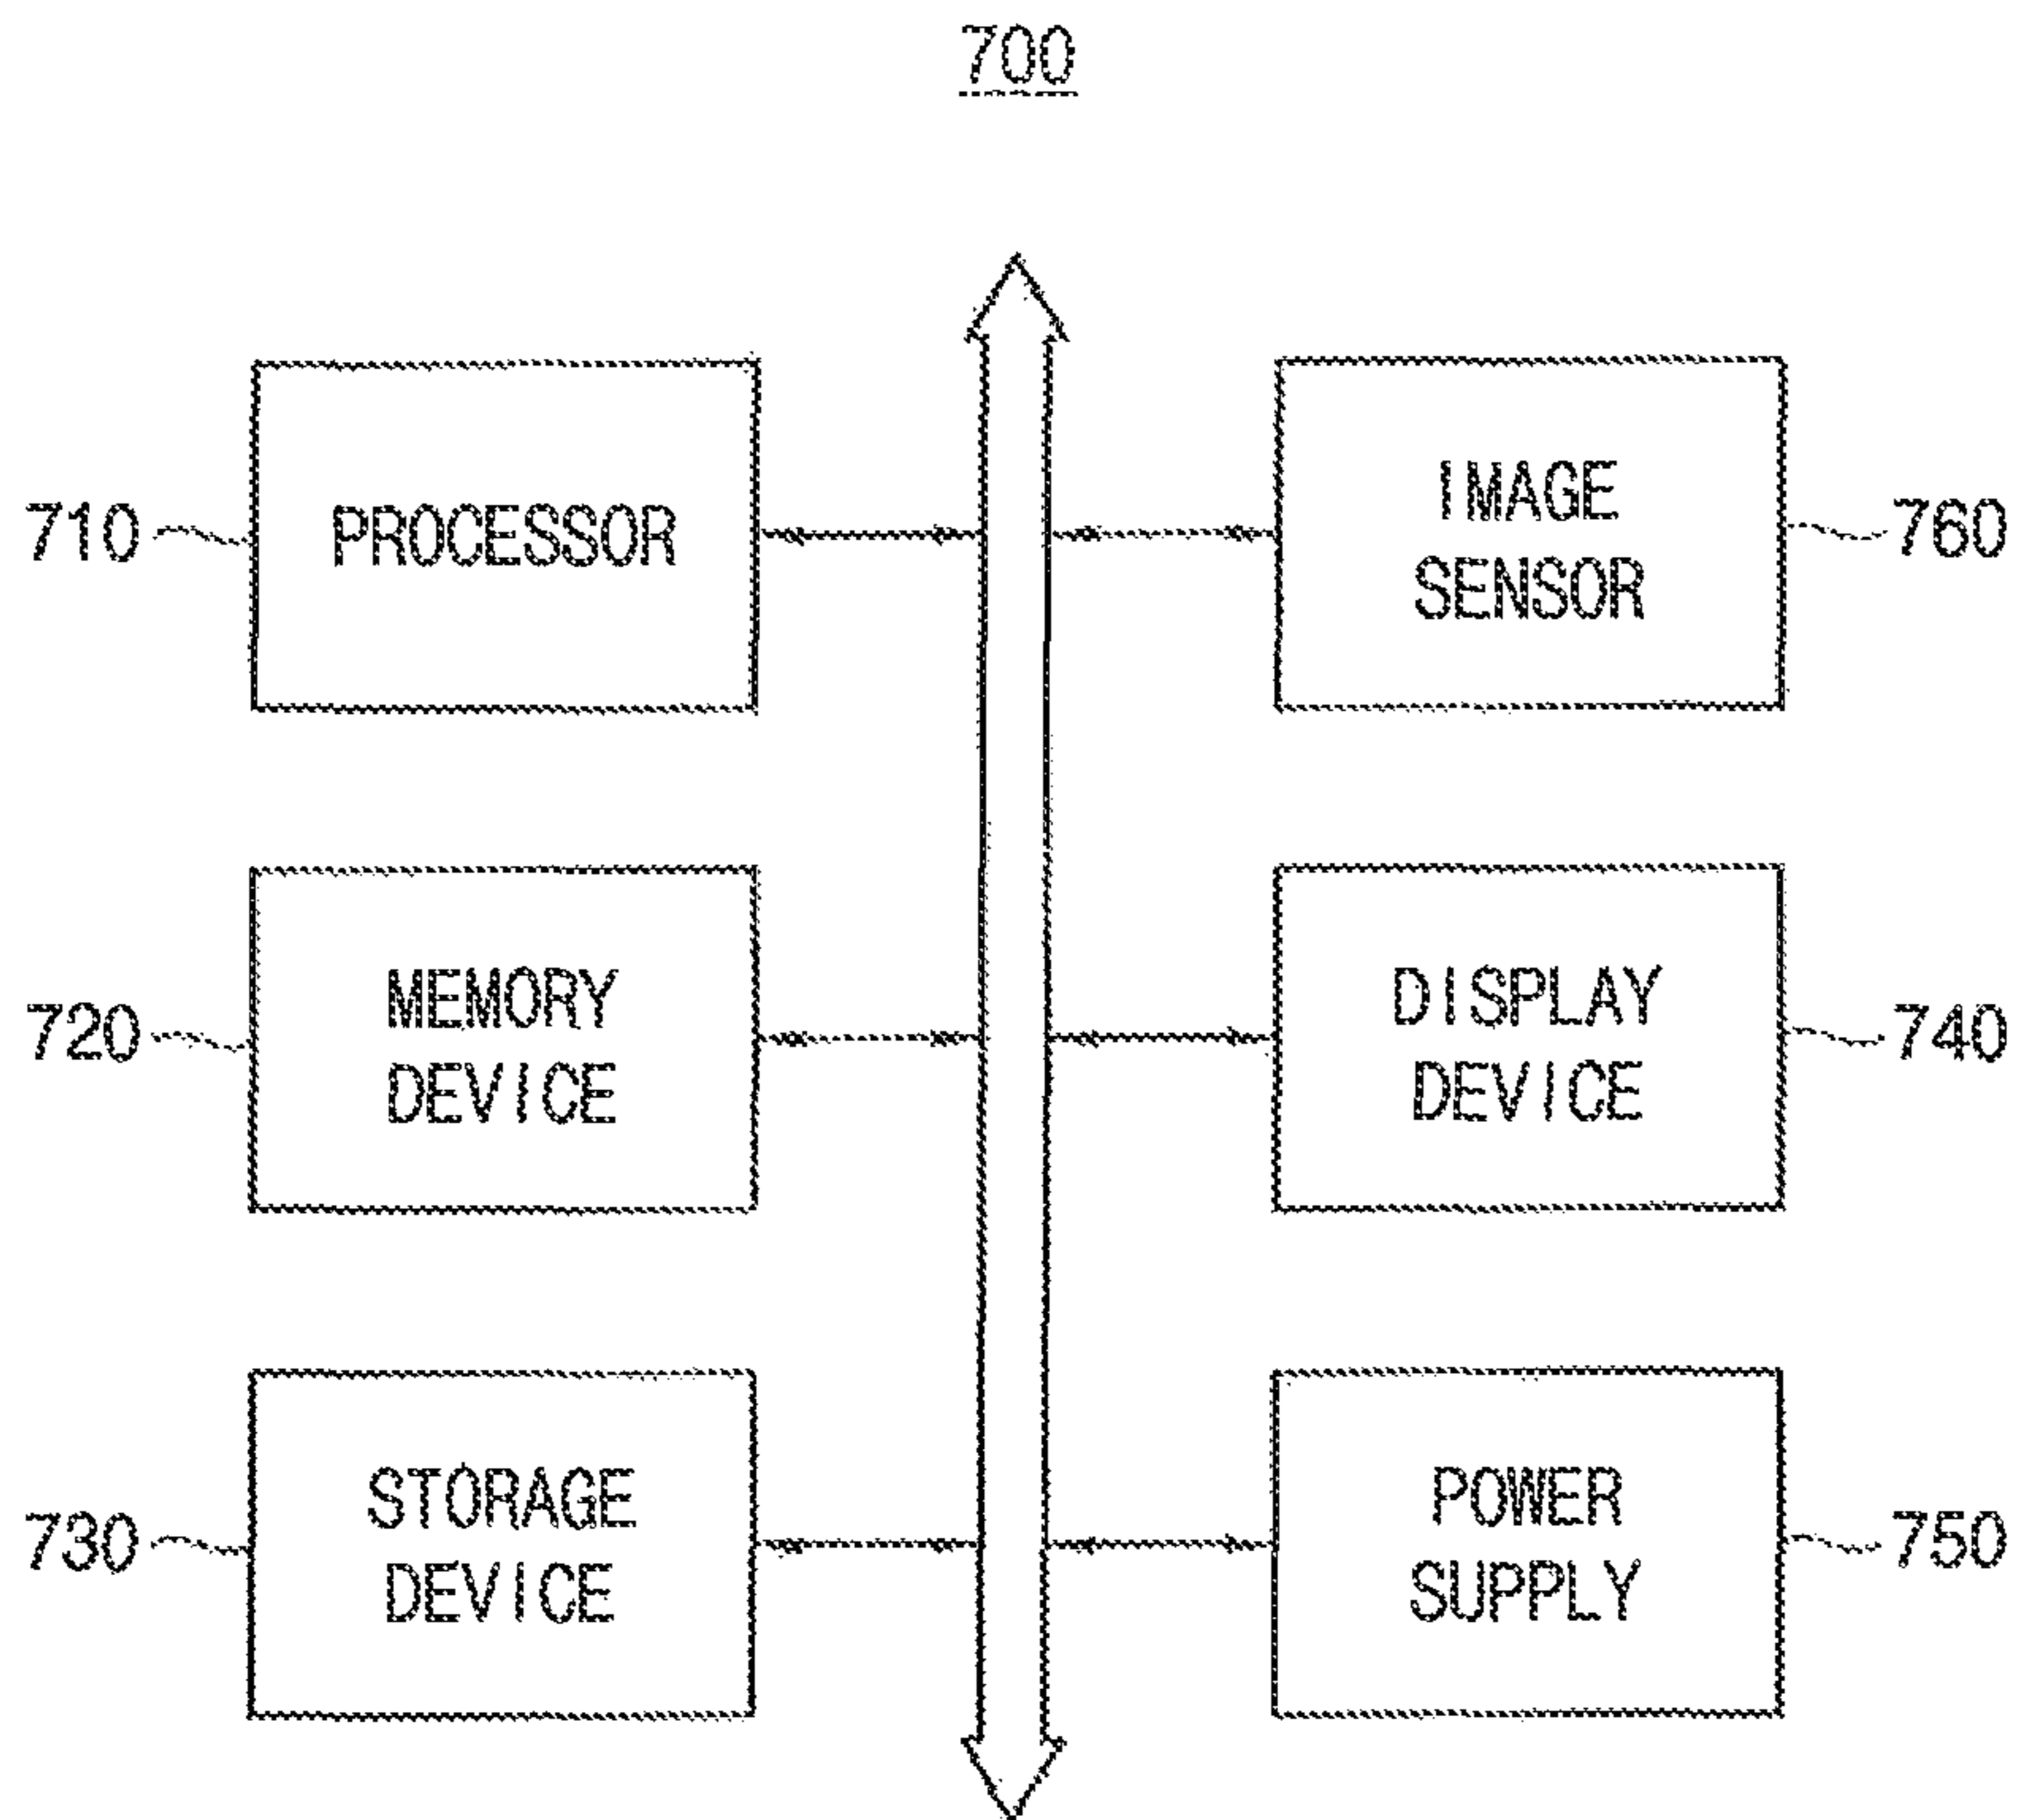 700
710
PROCESSOR
IMAGE
SENSOR
760
720
MEMORY
DEVICE
DISPLAY
DEVICE
740
730
STORAGE
DEVICE
POWER
SUPPLY
750